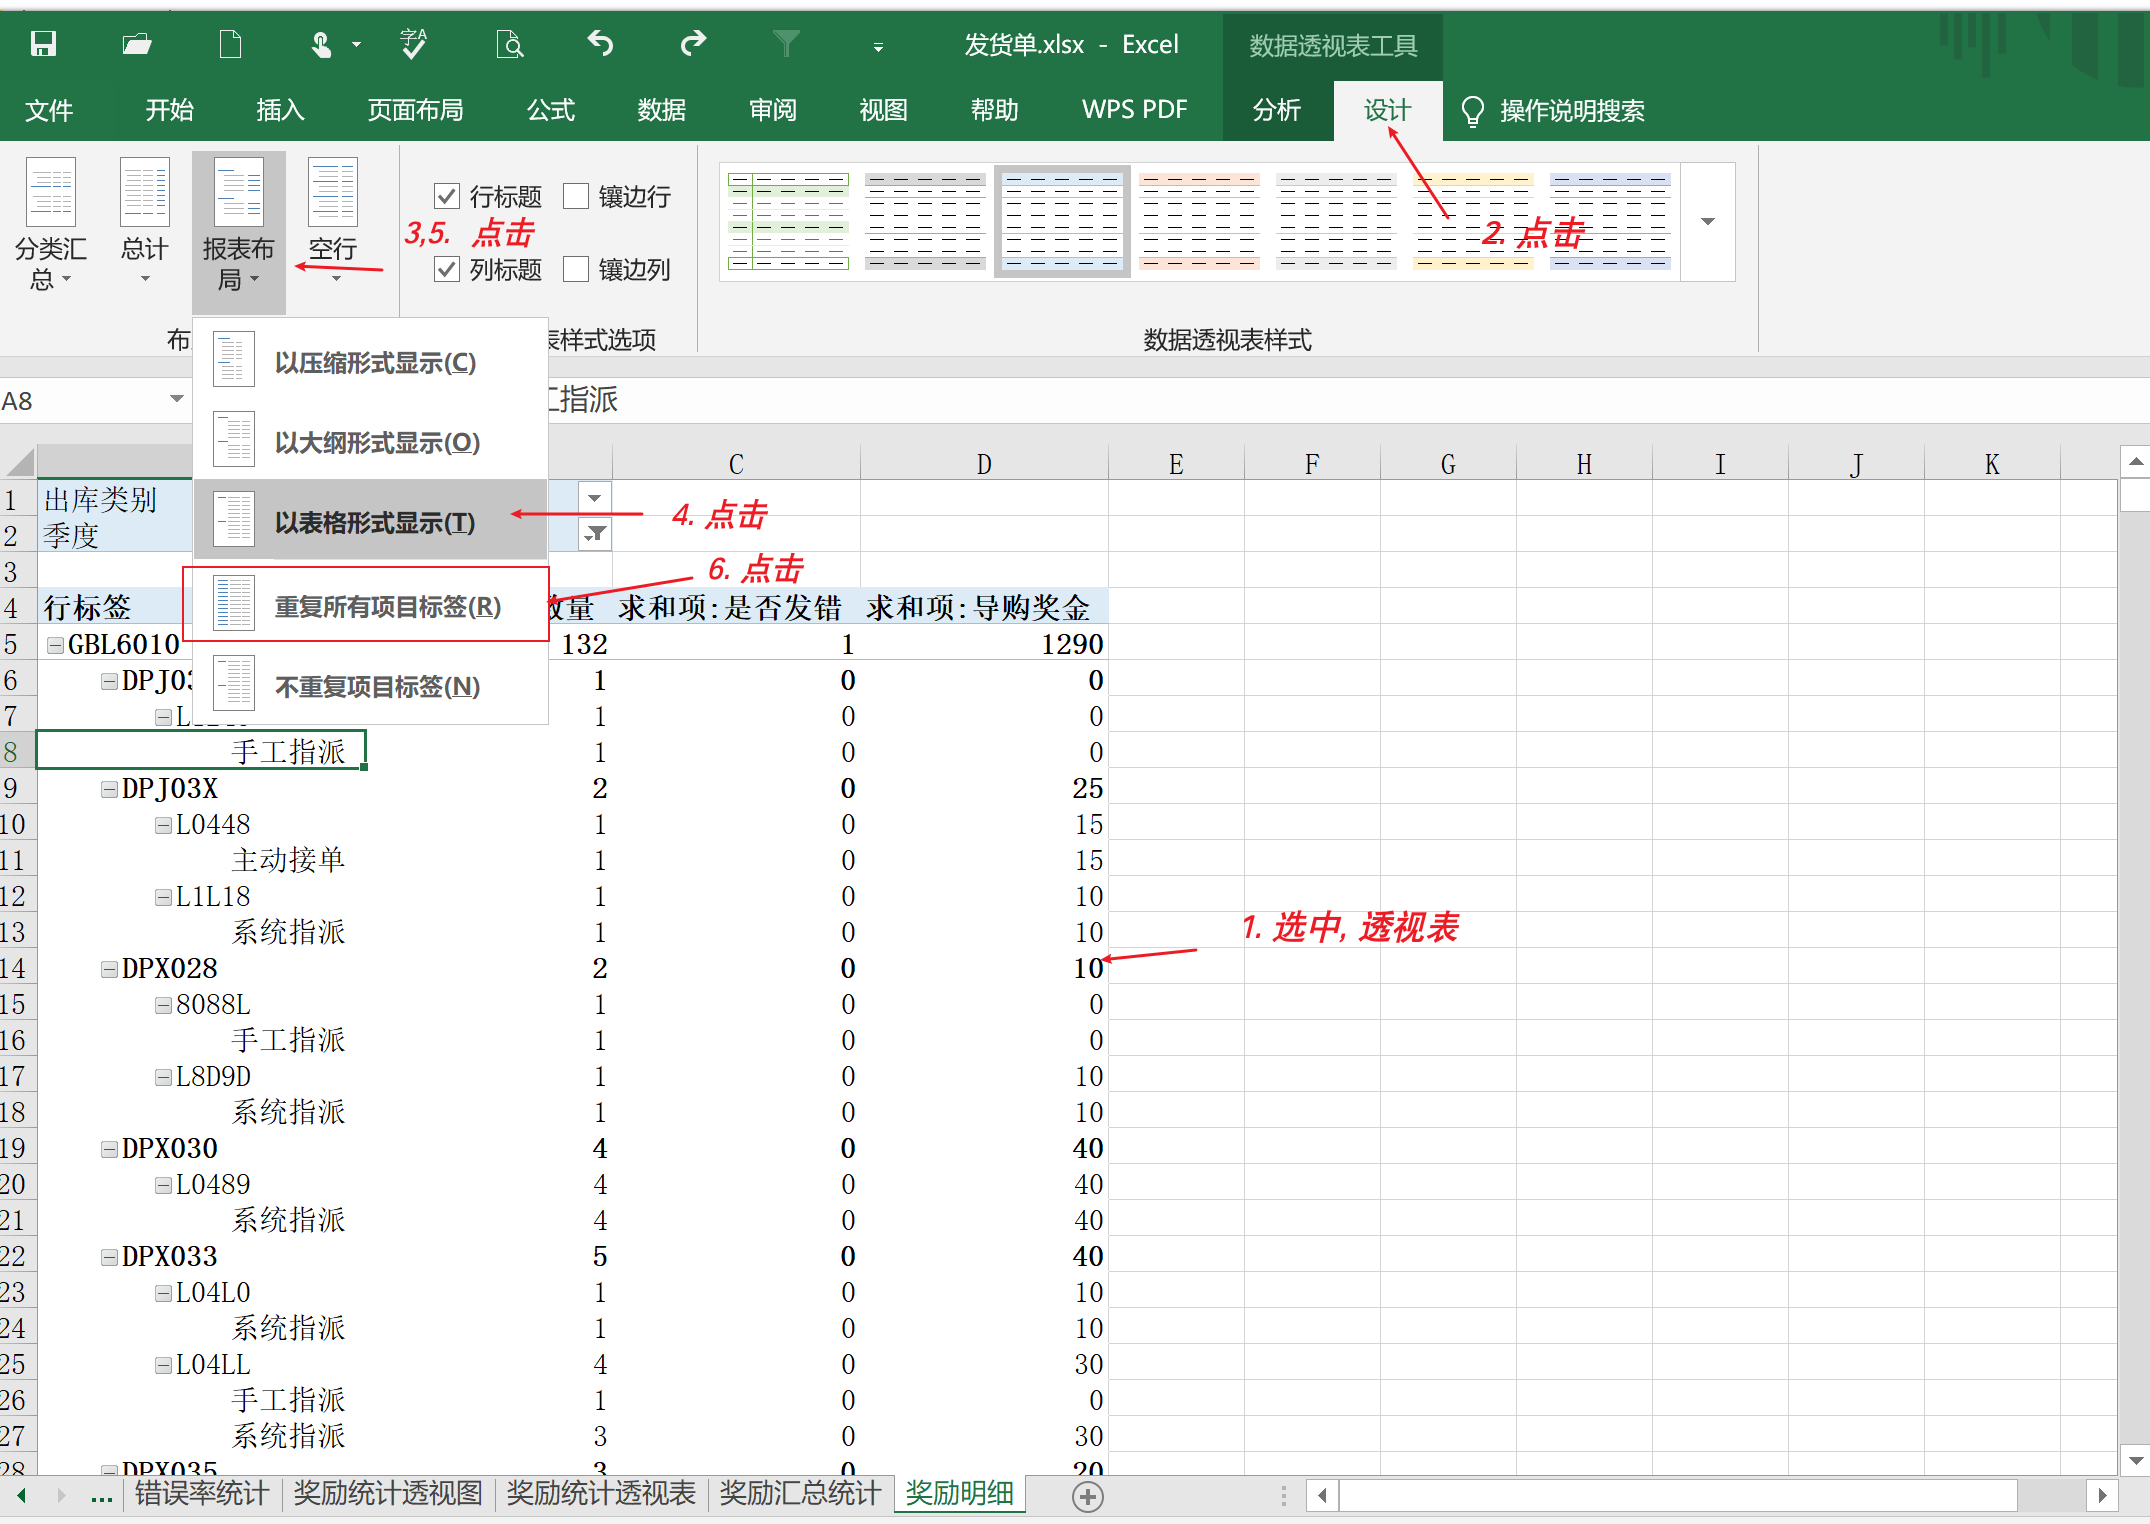 发货单.xlsx - Excel
数据透视表工具
文件 开始 插入 页面布局 公式 数据 审阅 视图 帮助 WPS PDF 分析 设计 操作说明搜索
分类汇总 总计 报表布局 空行
行标题 镶边行
3,5. 点击
列标题 镶边列
2. 点击
布 表样式选项 数据透视表样式
以压缩形式显示(C)
A8 工指派
以大纲形式显示(O)
C D E F G H I J K
1 出库类别
以表格形式显示(T)
4. 点击
2 季度
3
6. 点击
重复所有项目标签(R)
4 行标签 数量 求和项:是否发错 求和项:导购奖金
5 GBL6010 132 1 1290
不重复项目标签(N)
6 DPJ03 1 0 0
7 1 0 0
8 手工指派 1 0 0
9 DPJ03X 2 0 25
10 L0448 1 0 15
11 主动接单 1 0 15
12 L1L18 1 0 10
13 系统指派 1 0 10
1. 选中, 透视表
14 DPX028 2 0 10
15 8088L 1 0 0
16 手工指派 1 0 0
17 L8D9D 1 0 10
18 系统指派 1 0 10
19 DPX030 4 0 40
20 L0489 4 0 40
21 系统指派 4 0 40
22 DPX033 5 0 40
23 L04L0 1 0 10
24 系统指派 1 0 10
25 L04LL 4 0 30
26 手工指派 1 0 0
27 系统指派 3 0 30
28 DPX035 3 0 20
... 错误率统计 奖励统计透视图 奖励统计透视表 奖励汇总统计 奖励明细